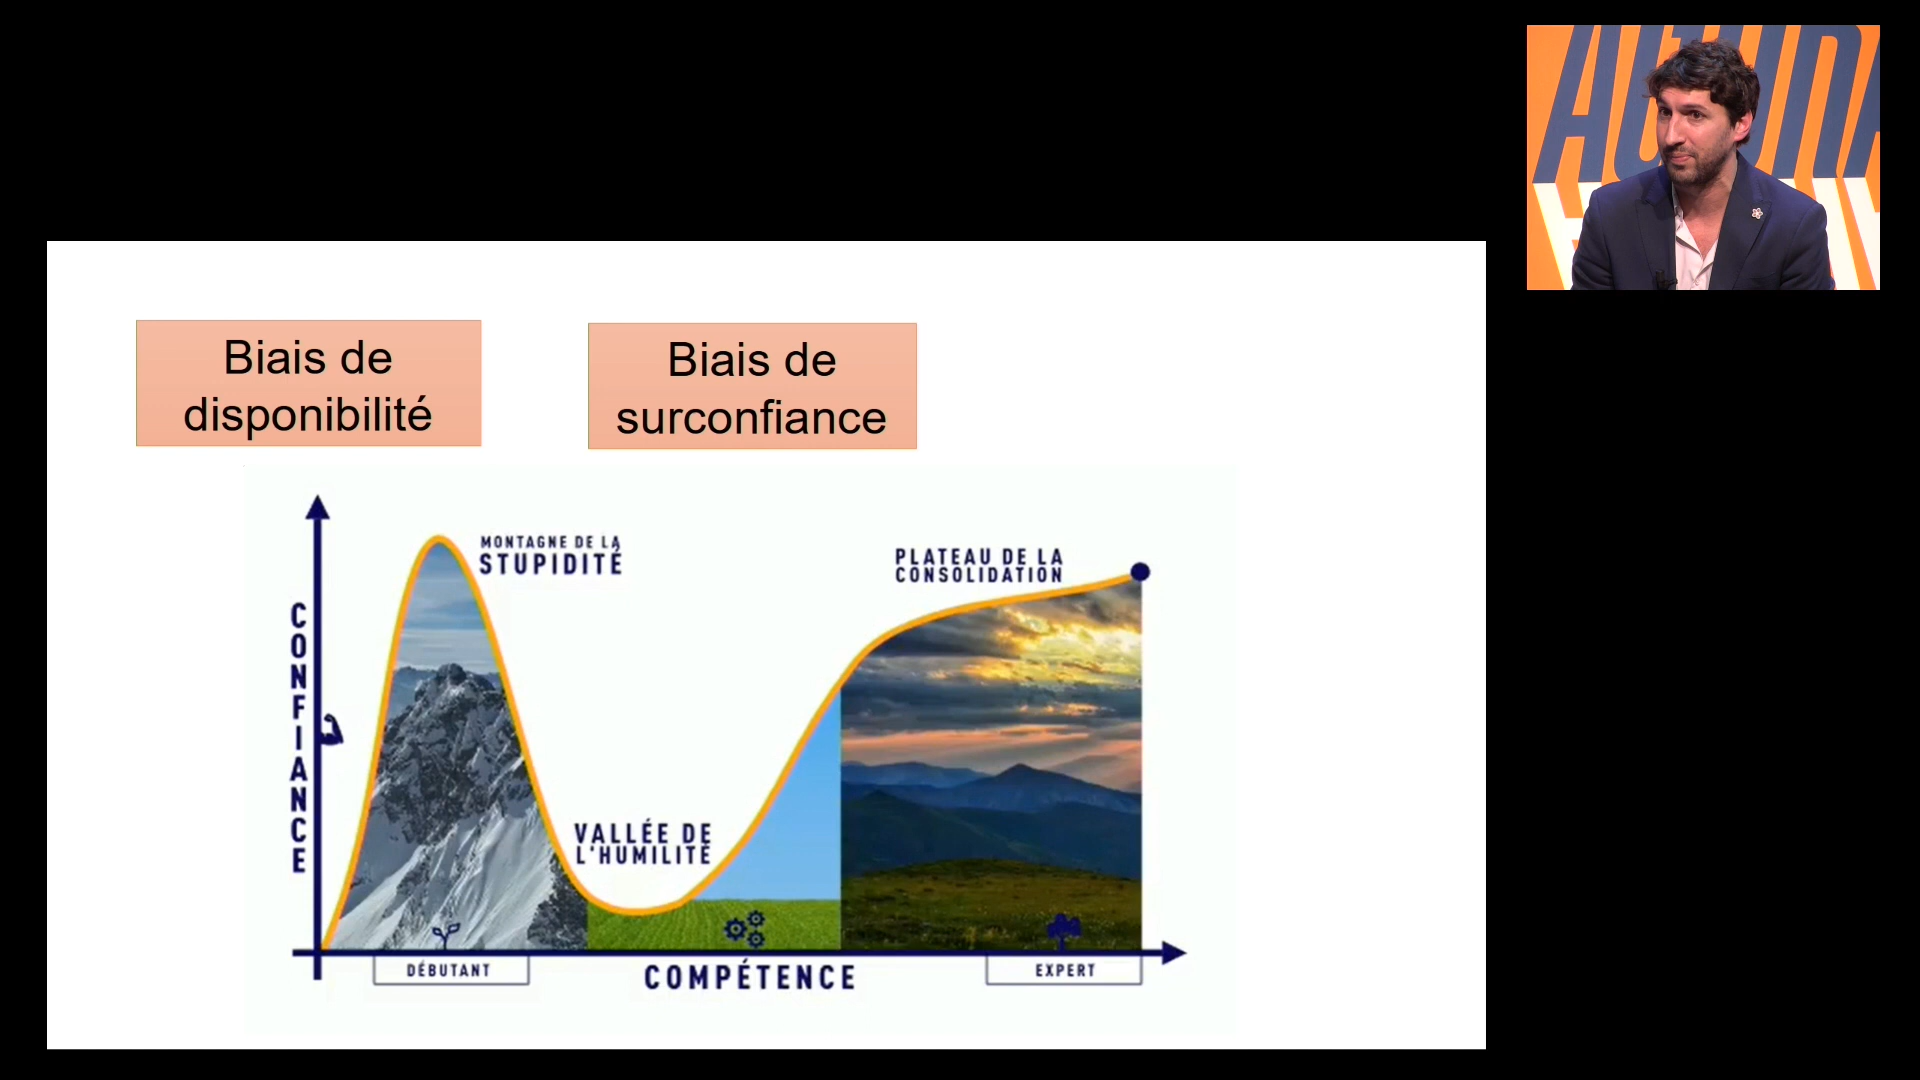 Biais de
disponibilité
Biais de
surconfiance
MONTAGNE DE LA
STUPIDITÉ
PLATEAU DE LA
CONSOLIDATION
CONFIANCE
VALLÉE DE
L'HUMILITÉ
DÉBUTANT
COMPÉTENCE
EXPERT